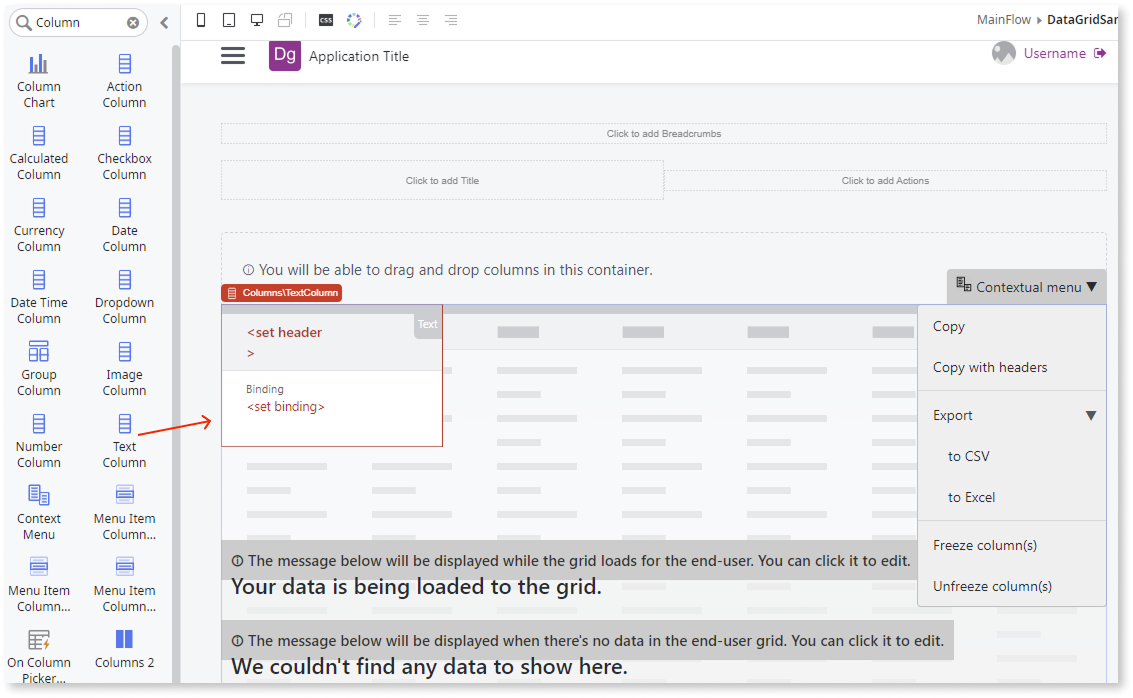 Column
css
MainFlow
DataGridSar
Dg
Application Title
Username
Column
Chart
Action
Column
Calculated
Column
Checkbox
Column
Currency
Column
Date
Column
Date Time
Column
Dropdown
Column
Group
Column
Image
Column
Number
Column
Text
Column
Context
Menu
Menu Item
Column...
Menu Item
Column...
Menu Item
Column...
On Column
Picker...
Columns 2
Click to add Breadcrumbs
Click to add Title
Click to add Actions
You will be able to drag and drop columns in this container.
Columns\TextColumn
Contextual menu
<set header
>
Text
Binding
<set binding>
Copy
Copy with headers
Export
to CSV
to Excel
Freeze column(s)
Unfreeze column(s)
The message below will be displayed while the grid loads for the end-user. You can click it to edit.
Your data is being loaded to the grid.
The message below will be displayed when there's no data in the end-user grid. You can click it to edit.
We couldn't find any data to show here.